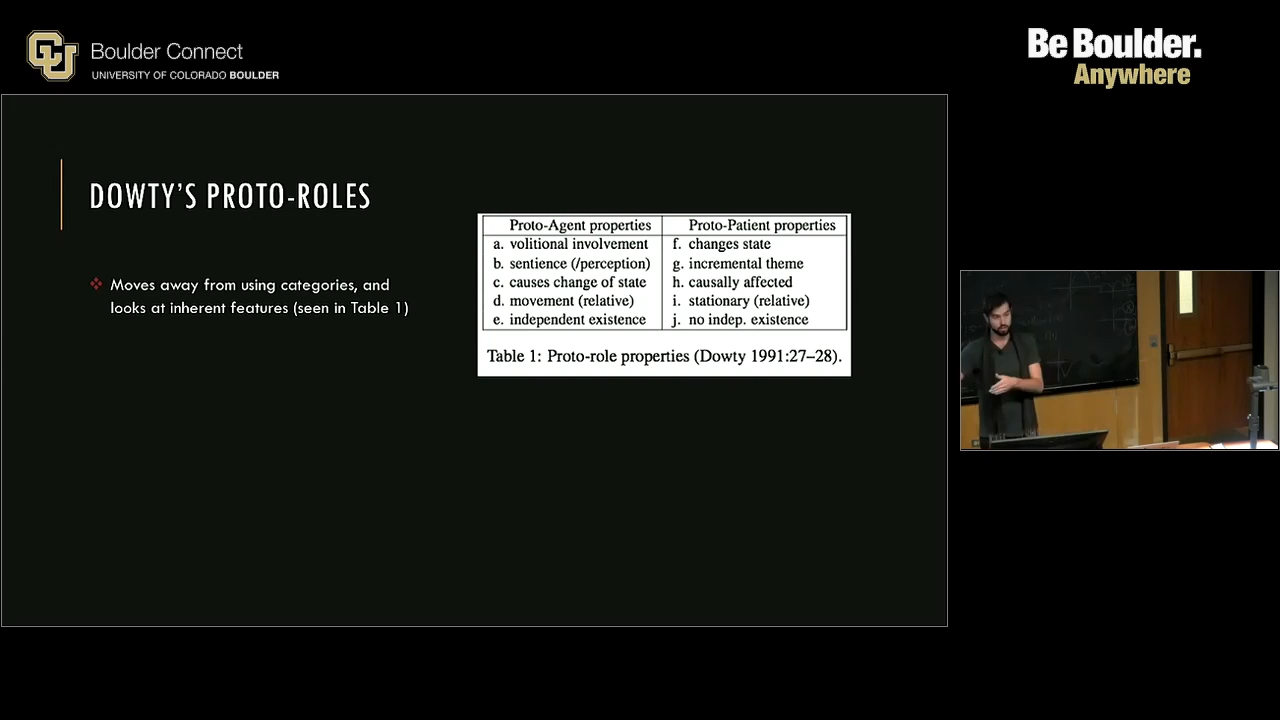 Boulder Connect
UNIVERSITY OF COLORADO BOULDER
Be Boulder.
Anywhere
DOWTY'S PROTO-ROLES
Moves away from using categories, and
looks at inherent features (seen in Table 1)
Proto-Agent properties Proto-Patient properties
a. volitional involvement f. changes state
b. sentience (/perception) g. incremental theme
c. causes change of state h. causally affected
d. movement (relative) i. stationary (relative)
e. independent existence j. no indep. existence
Table 1: Proto-role properties (Dowty 1991:27–28).